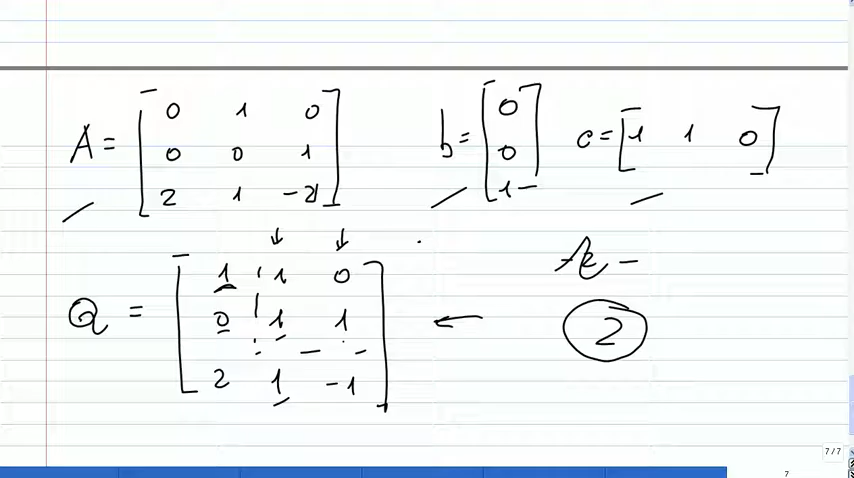 A = [ 0 1 0
0 0 1
2 1 -2 ]
b = [ 0
0
1 ]
c = [ 1 1 0 ]
Q = [ 1 1 0
0 1 1
2 1 -1 ]
2
7/7
7